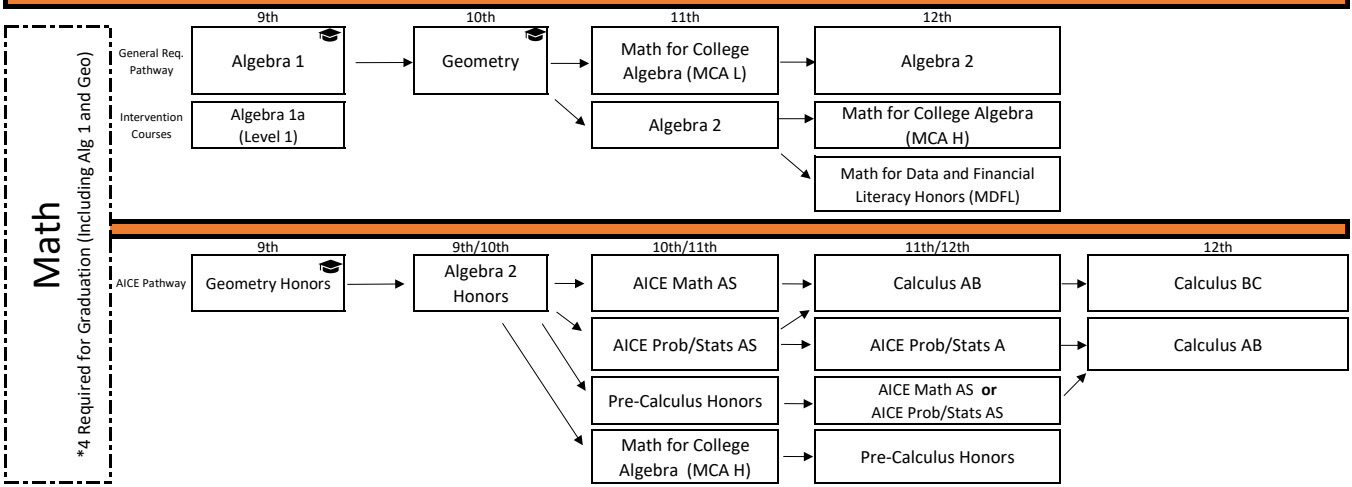 Math
*4 Required for Graduation (Including Alg 1 and Geo)
9th
10th
11th
12th
General Req.
Pathway
Algebra 1
Geometry
Math for College
Algebra (MCA L)
Algebra 2
Intervention
Courses
Algebra 1a
(Level 1)
Algebra 2
Math for College Algebra
(MCA H)
Math for Data and Financial
Literacy Honors (MDFL)
9th
9th/10th
10th/11th
11th/12th
12th
AICE Pathway
Geometry Honors
Algebra 2
Honors
AICE Math AS
Calculus AB
Calculus BC
AICE Prob/Stats AS
AICE Prob/Stats A
Calculus AB
Pre-Calculus Honors
AICE Math AS or
AICE Prob/Stats AS
Math for College
Algebra (MCA H)
Pre-Calculus Honors